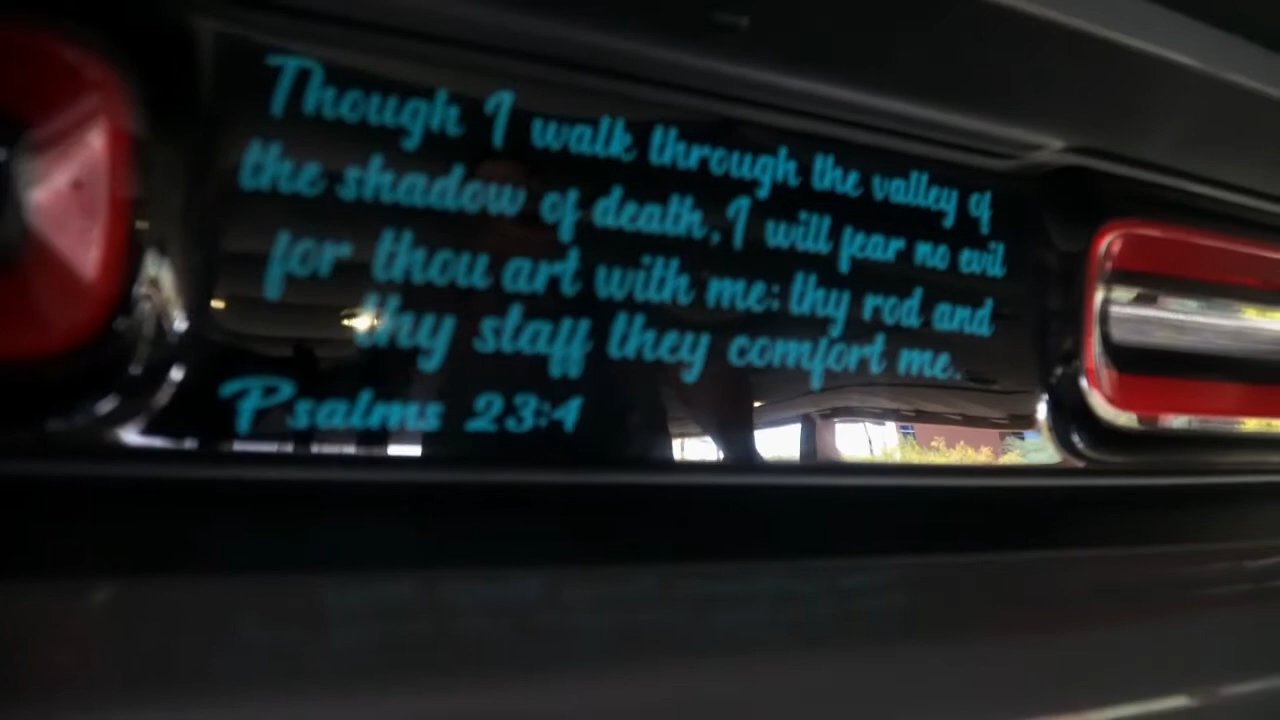 Though I walk through the valley of
the shadow of death, I will fear no evil
for thou art with me: thy rod and
thy staff they comfort me.
Psalms 23:4